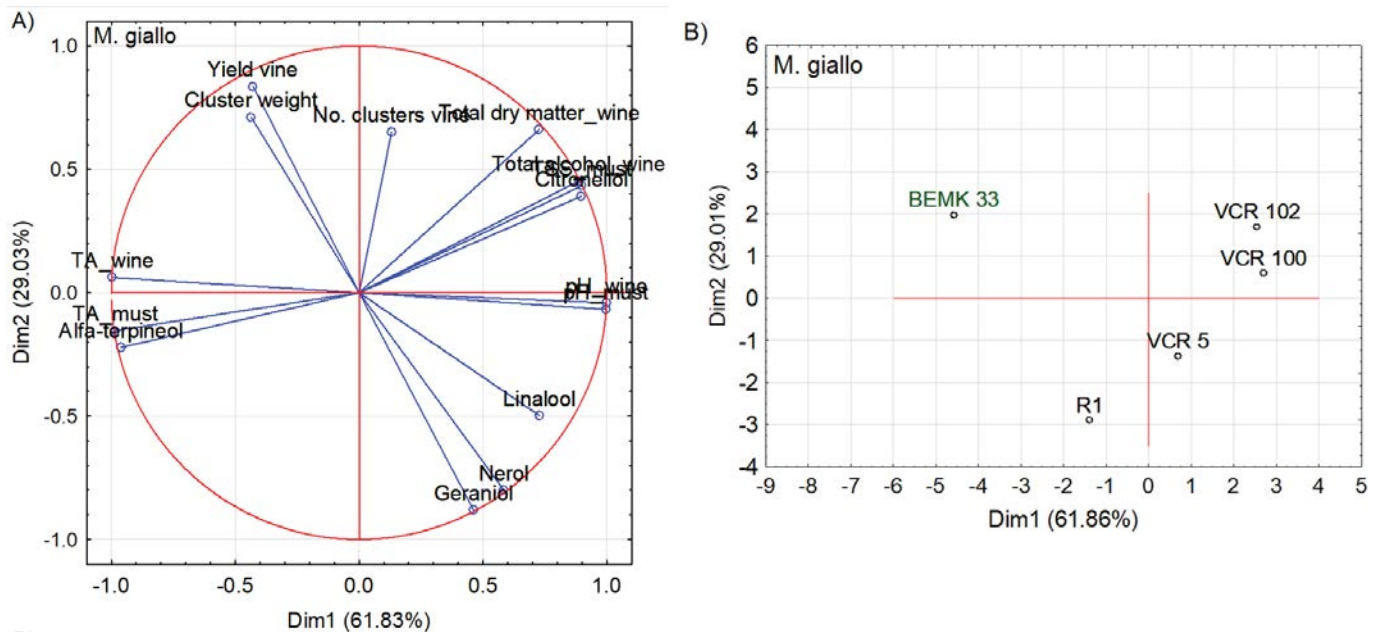 A)
M. giallo
Yield vine
Cluster weight
No. clusters vine
Total dry matter_wine
Total alcohol_wine
TSS_must
Citronellol
TA_wine
pH_wine
pH_must
TA_must
Alfa-terpineol
Linalool
Nerol
Geraniol
1.0
0.5
0.0
-0.5
-1.0
-1.0 -0.5 0.0 0.5 1.0
Dim2 (29.03%)
Dim1 (61.83%)
B)
M. giallo
BEMK 33
VCR 102
VCR 100
VCR 5
R1
6
5
4
3
2
1
0
-1
-2
-3
-4
-9 -8 -7 -6 -5 -4 -3 -2 -1 0 1 2 3 4 5
Dim2 (29.01%)
Dim1 (61.86%)